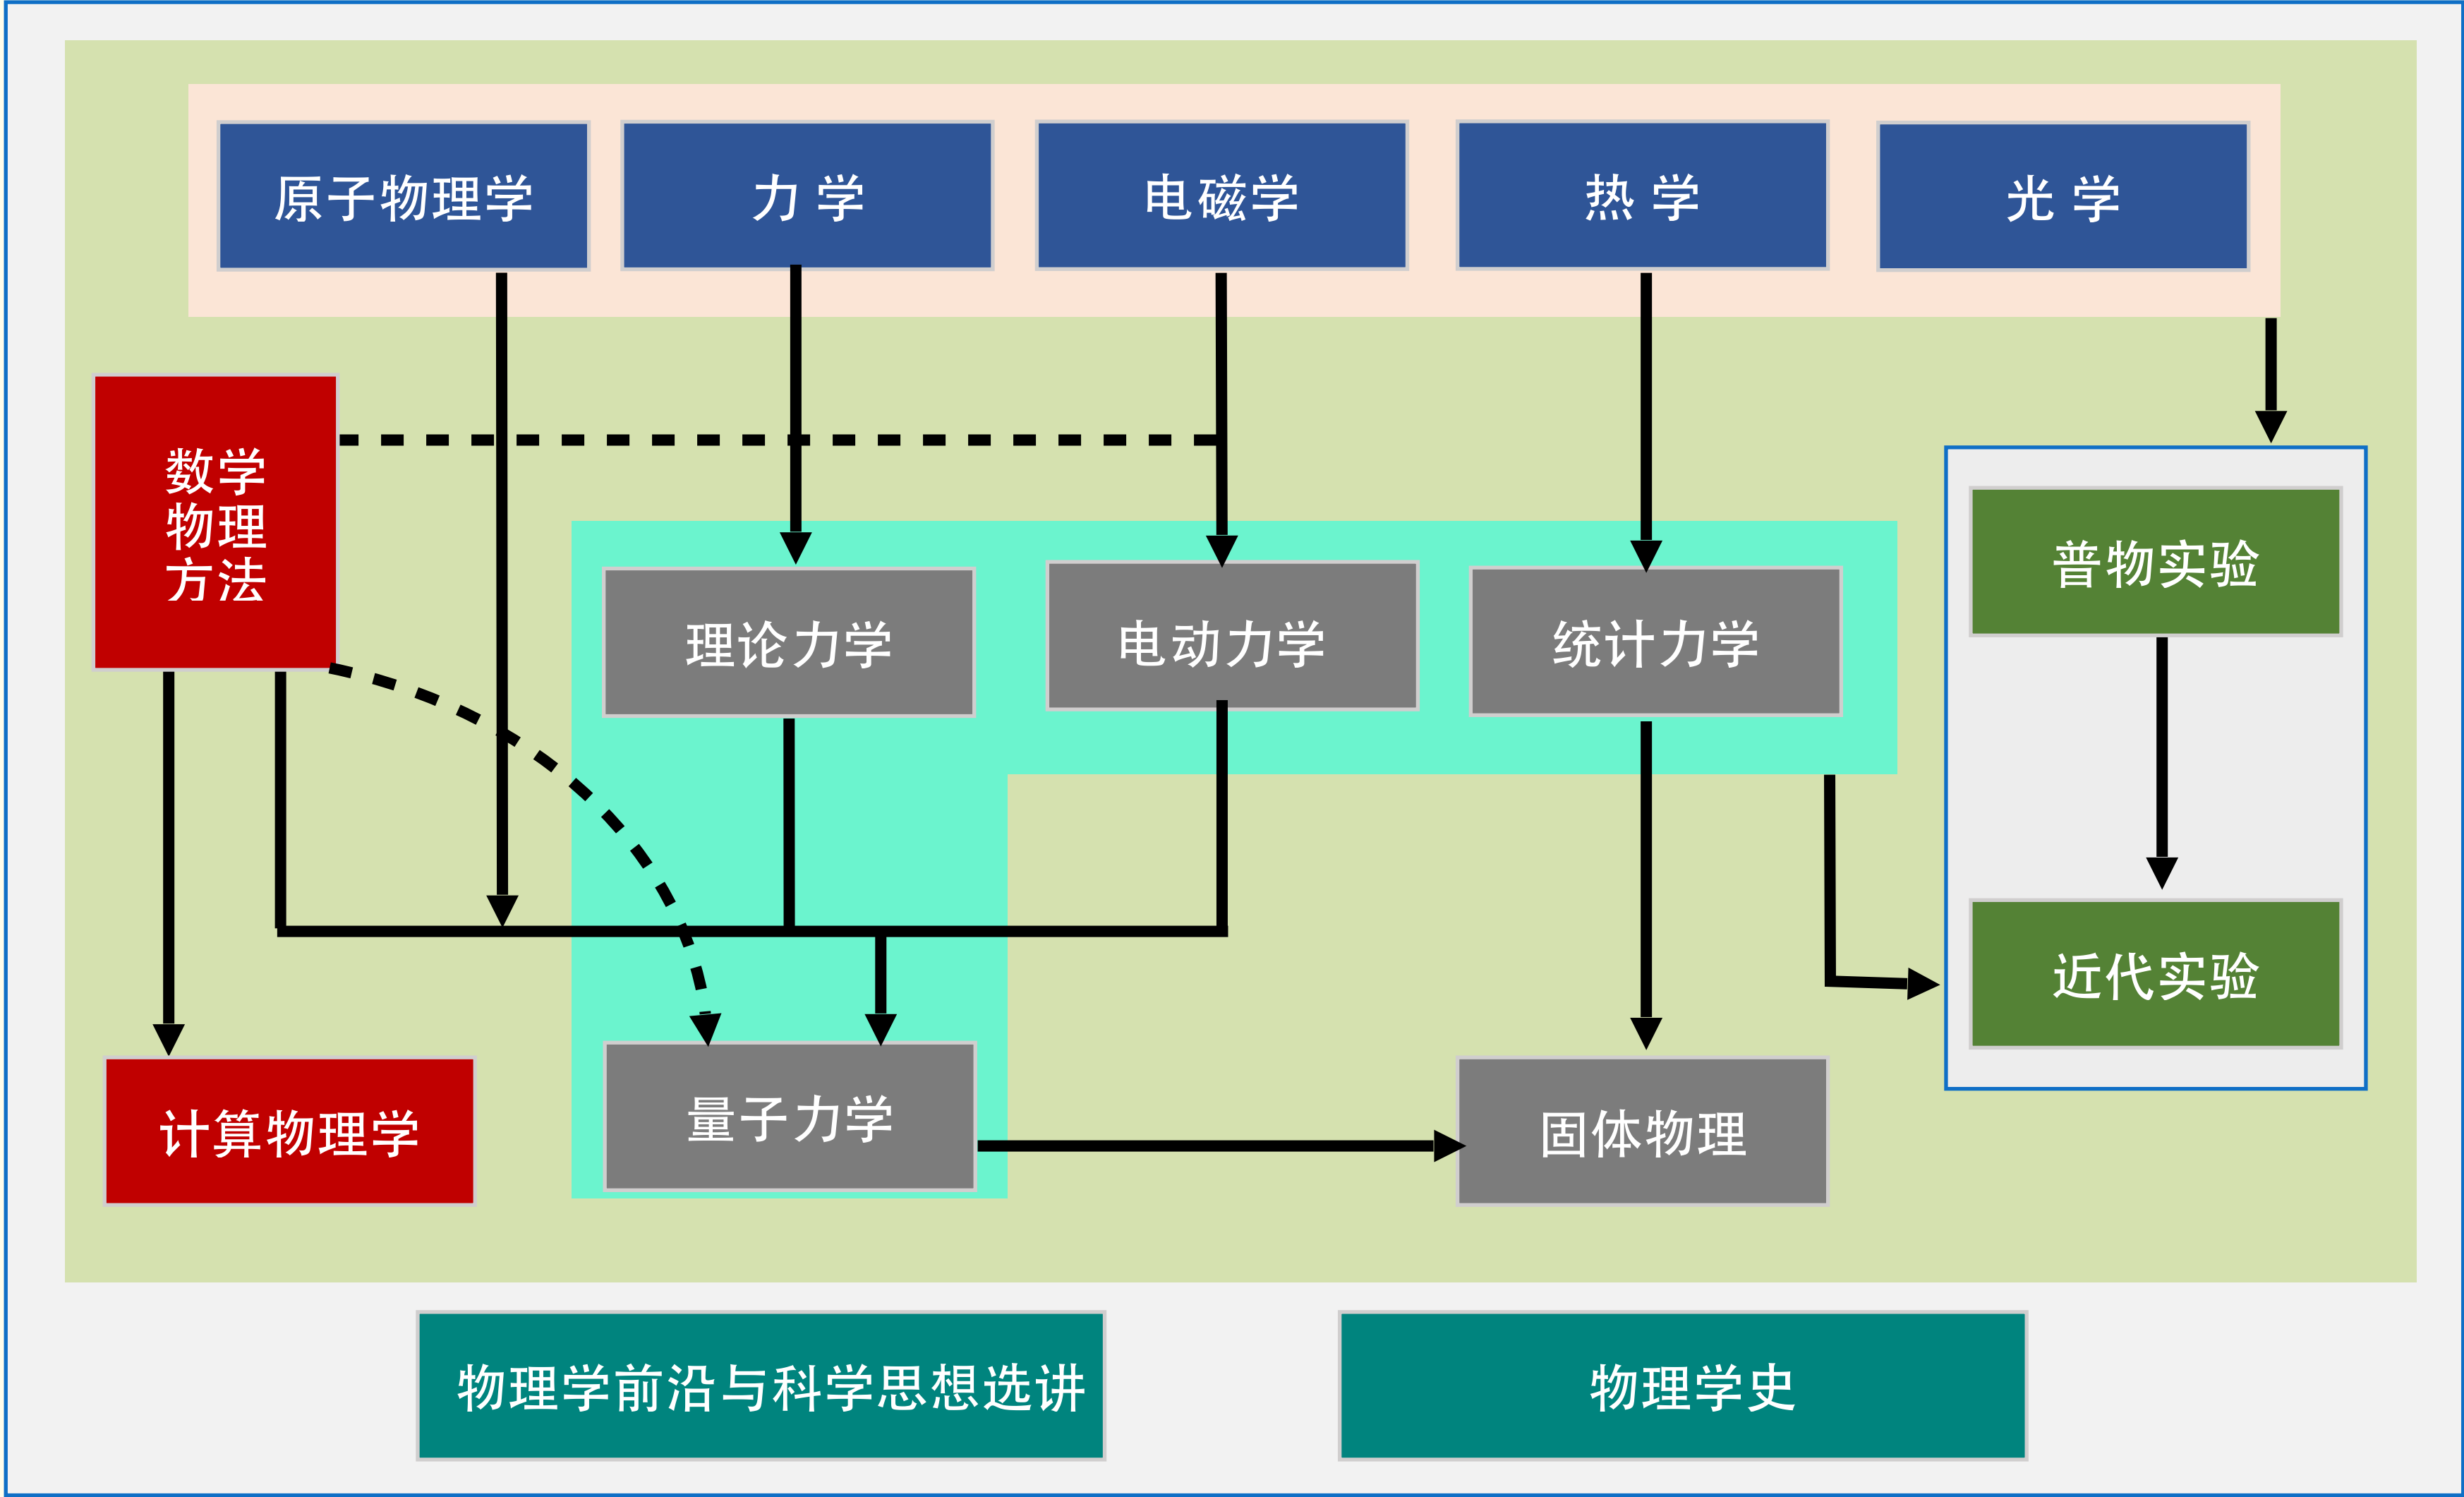 原子物理学
力 学
电磁学
热 学
光 学
数学
物理
方法
理论力学
电动力学
统计力学
普物实验
近代实验
计算物理学
量子力学
固体物理
物理学前沿与科学思想选讲
物理学史